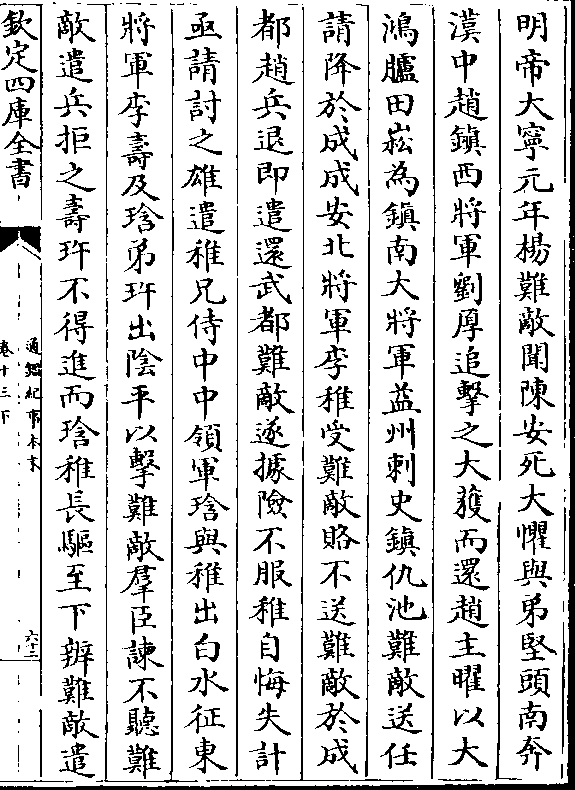 明帝大寧元年楊難敵聞陳安死大懼與弟堅頭南奔
漢中趙鎮西將軍劉厚追擊之大獲而還趙主曜以大
鴻臚田崧為鎮南大將軍益州刺史鎮仇池難敵送任
請降於成成安北將軍李稚受難敵賂不送難敵於成
都趙兵退即遣還武都難敵遂據險不服稚自悔失計
亟請討之雄遣稚兄侍中中領軍琀與稚出白水征東
將軍李壽及琀弟玝出陰平以擊難敵羣臣諫不聽難
敵遣兵拒之壽玝不得進而琀稚長驅至下辨難敵遣
欽定四庫全書
通鑑紀事本末
卷十三下
六十三